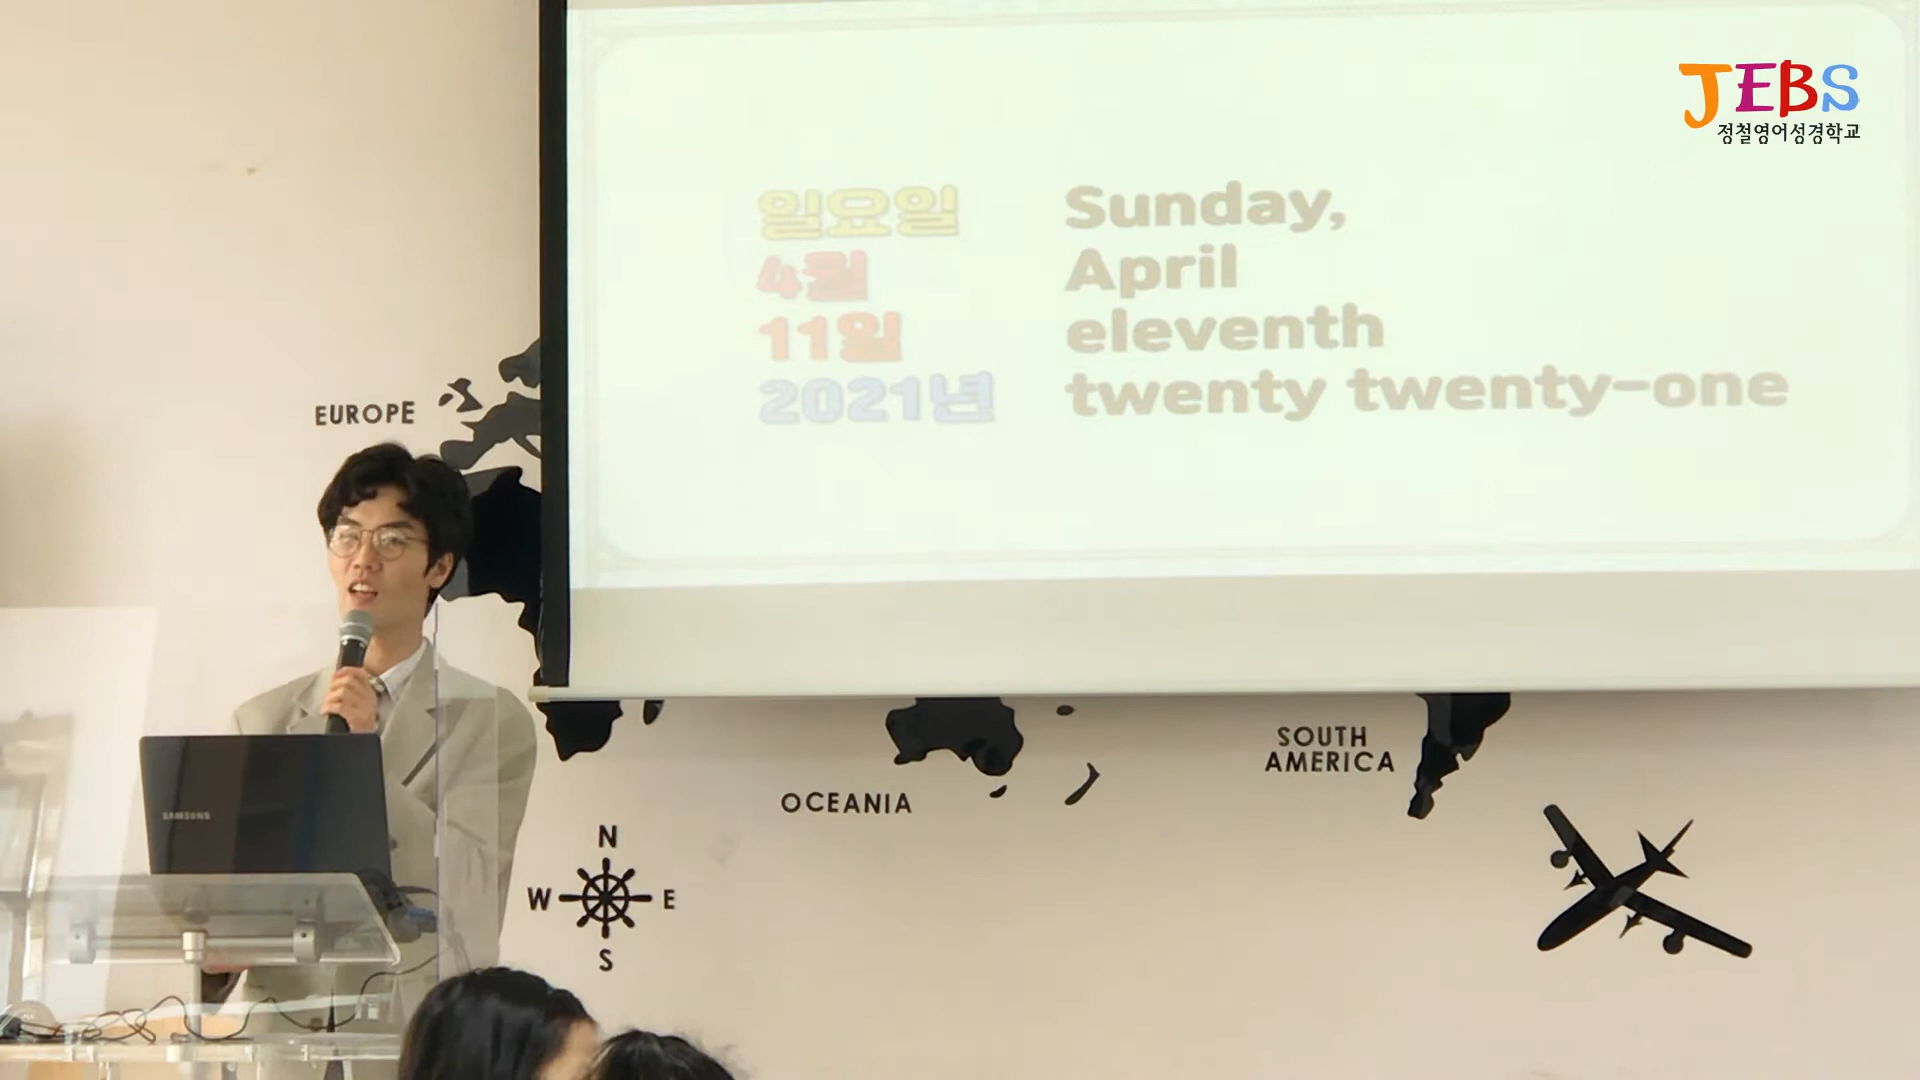 JEBS
정철영어성경학교
일요일 Sunday,
4월 April
11일 eleventh
2021년 twenty twenty-one
EUROPE
SAMSUNG
OCEANIA
SOUTH
AMERICA
N
W E
S